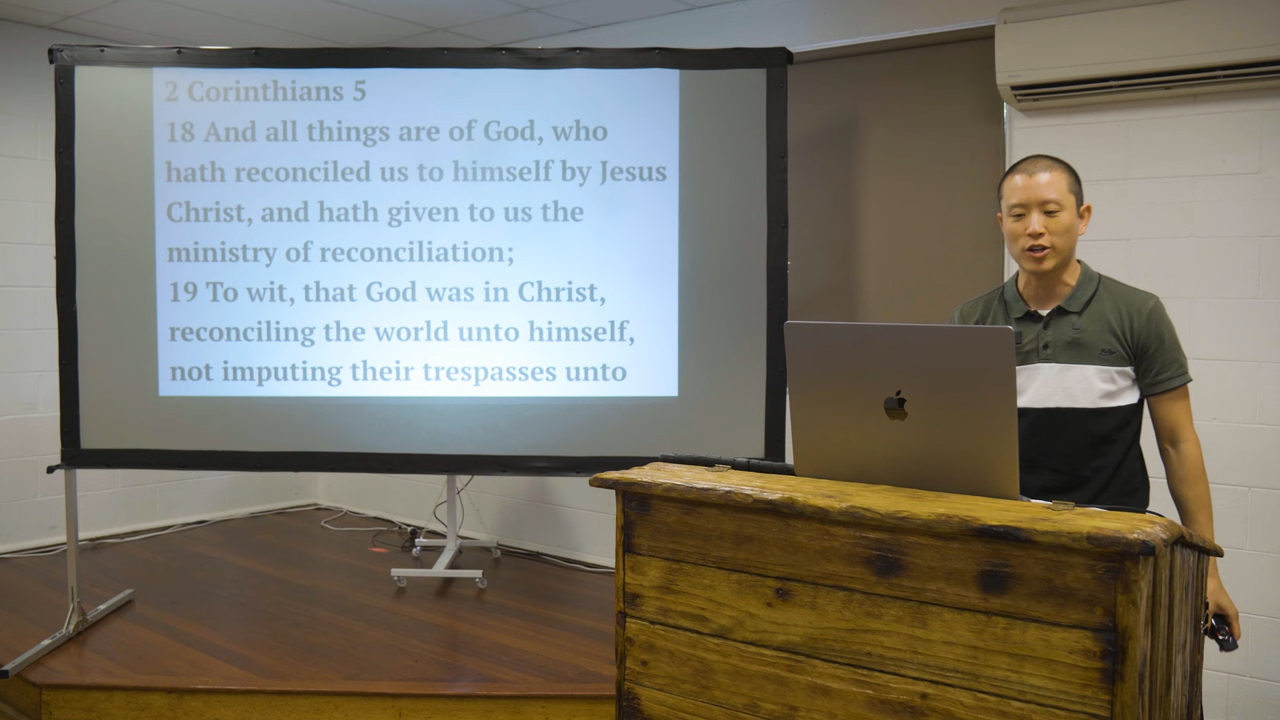 2 Corinthians 5
18 And all things are of God, who
hath reconciled us to himself by Jesus
Christ, and hath given to us the
ministry of reconciliation;
19 To wit, that God was in Christ,
reconciling the world unto himself,
not imputing their trespasses unto